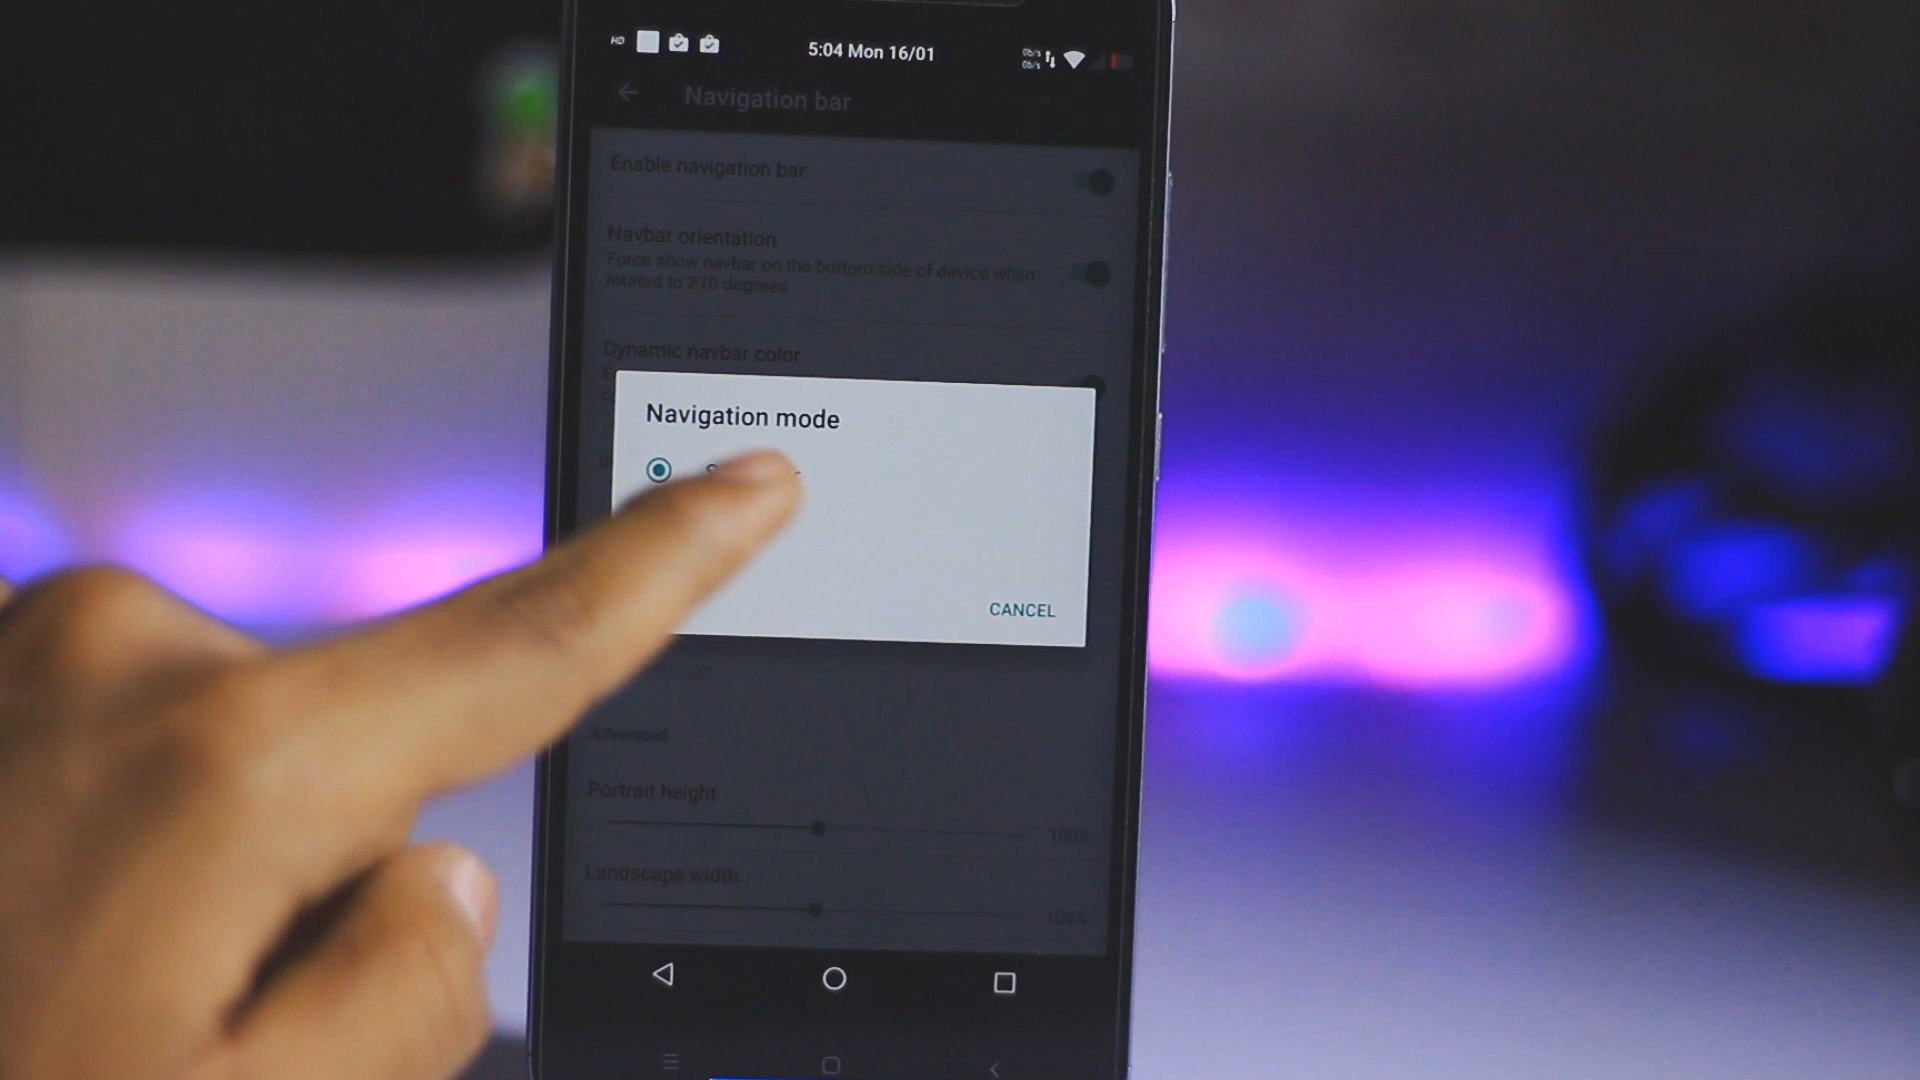 HD
5:04 Mon 16/01
0b/s
0b/s
Navigation bar
Enable navigation bar
Navbar orientation
Force show navbar on the bottom side of device when
rotated to 270 degrees
Dynamic navbar color
Navigation mode
CANCEL
Advanced
Portrait height
100%
Landscape width
100%